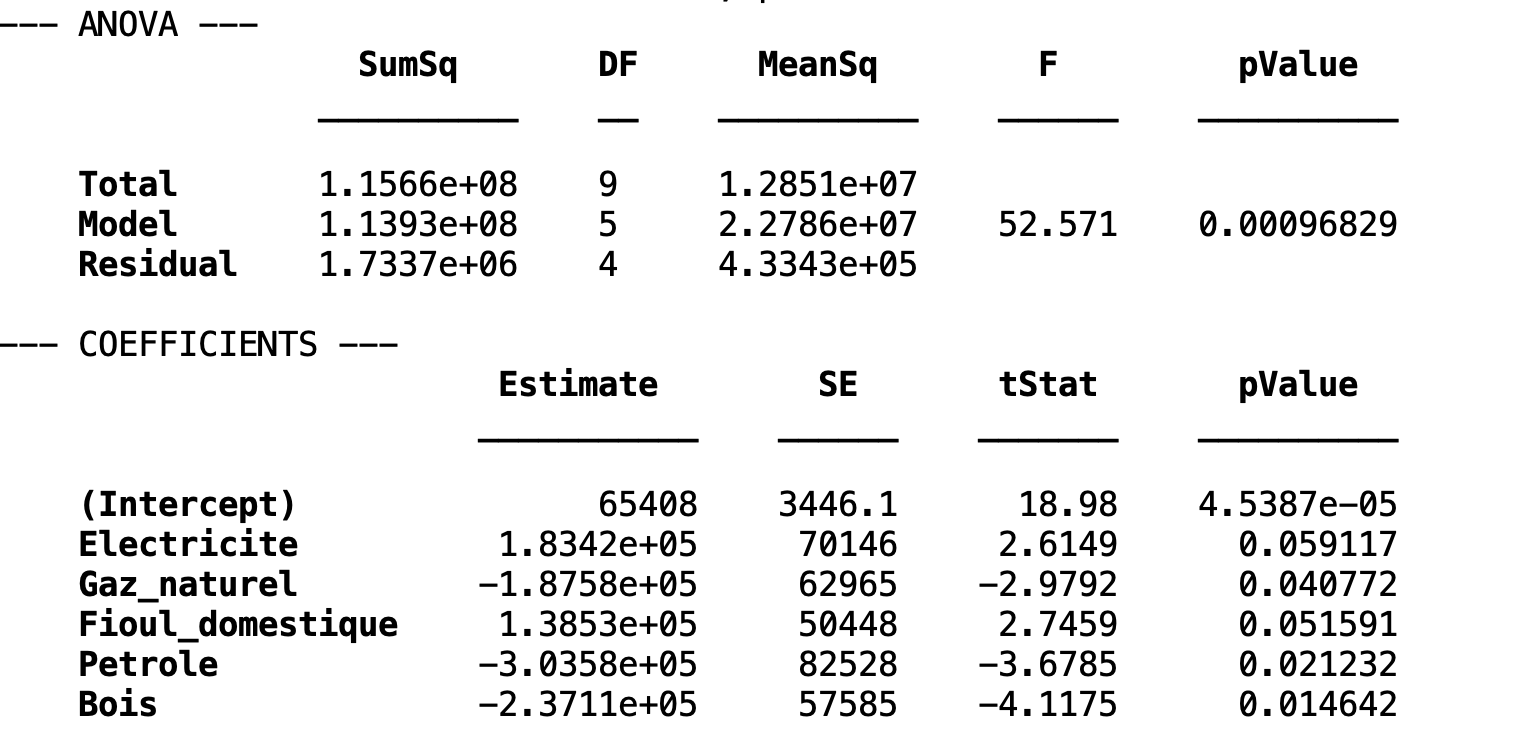 --- ANOVA ---
SumSq DF MeanSq F pValue
Total 1.1566e+08 9 1.2851e+07
Model 1.1393e+08 5 2.2786e+07 52.571 0.00096829
Residual 1.7337e+06 4 4.3343e+05
--- COEFFICIENTS ---
Estimate SE tStat pValue
(Intercept) 65408 3446.1 18.98 4.5387e-05
Electricite 1.8342e+05 70146 2.6149 0.059117
Gaz_naturel -1.8758e+05 62965 -2.9792 0.040772
Fioul_domestique 1.3853e+05 50448 2.7459 0.051591
Petrole -3.0358e+05 82528 -3.6785 0.021232
Bois -2.3711e+05 57585 -4.1175 0.014642